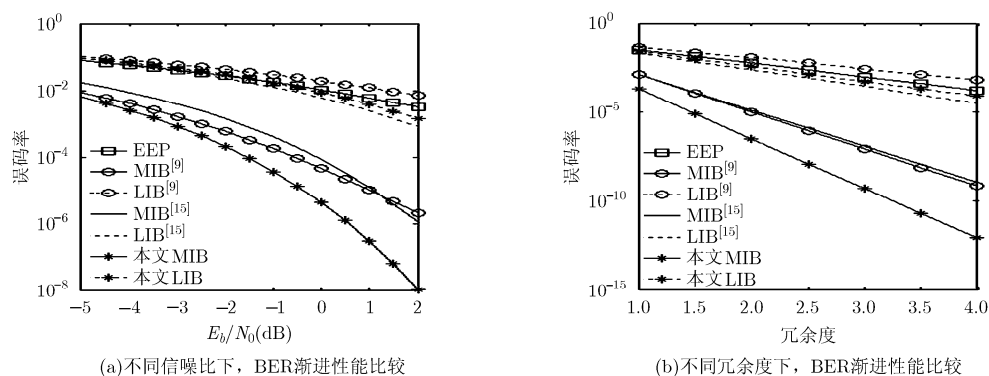 10^0
10^-2
10^-4
10^-6
10^-8
误码率
EEP
MIB[9]
LIB[9]
MIB[15]
LIB[15]
本文MIB
本文LIB
−5 −4 −3 −2 −1 0 1 2
E_b/N_0(dB)
(a)不同信噪比下，BER渐进性能比较
10^0
10^-5
10^-10
10^-15
误码率
EEP
MIB[9]
LIB[9]
MIB[15]
LIB[15]
本文MIB
本文LIB
1.0 1.5 2.0 2.5 3.0 3.5 4.0
冗余度
(b)不同冗余度下，BER渐进性能比较